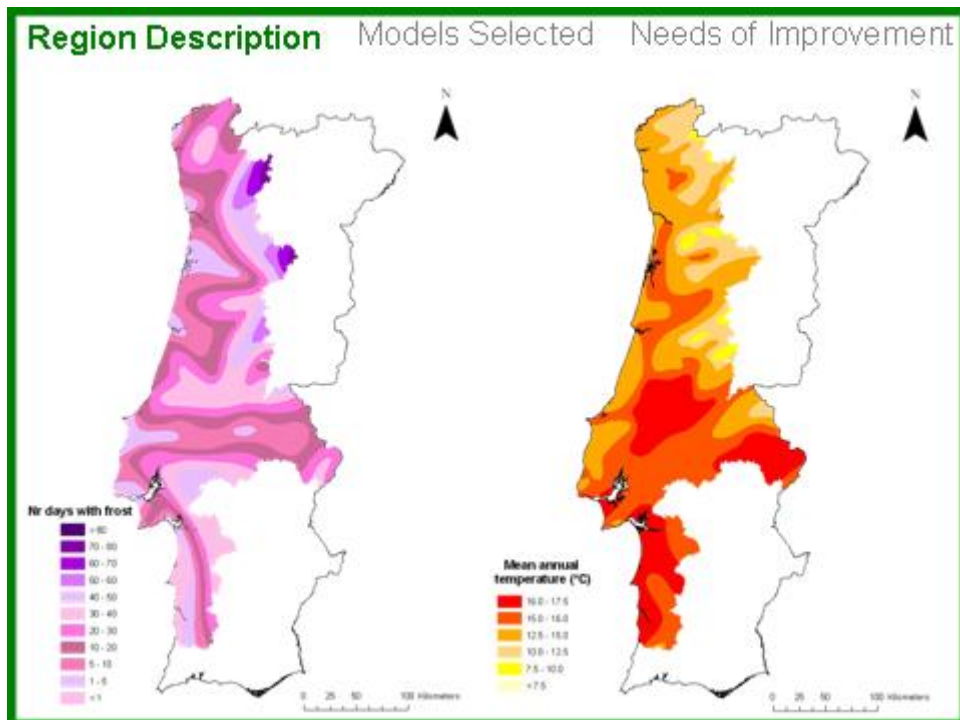 Region Description Models Selected Needs of Improvement
N
N
Nr days with frost
>80
70 - 80
60 - 70
50 - 60
40 - 50
30 - 40
20 - 30
10 - 20
5 - 10
1 - 5
<1
0 25 50 100 Kilometers
Mean annual
temperature (°C)
16.0 - 17.5
15.0 - 16.0
12.5 - 15.0
10.0 - 12.5
7.5 - 10.0
<7.5
0 25 50 100 Kilometers